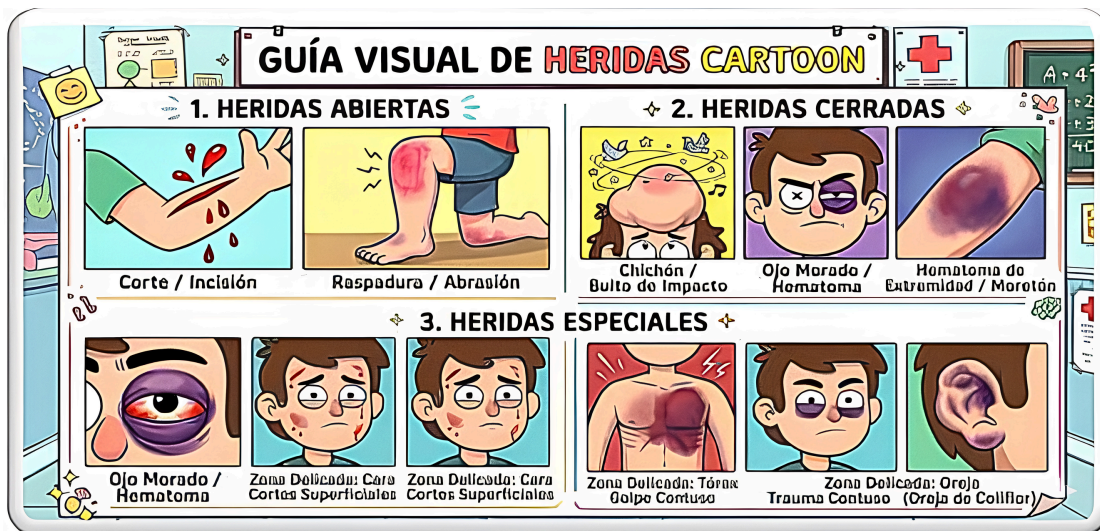 GUÍA VISUAL DE HERIDAS CARTOON
1. HERIDAS ABIERTAS
2. HERIDAS CERRADAS
Corte / Incisión
Raspadura / Abrasión
Chichón /
Bulto de Impacto
Ojo Morado /
Hematoma
Hematoma de
Extremidad / Moratón
3. HERIDAS ESPECIALES
Ojo Morado /
Hematoma
Zona Delicada: Cara
Cortes Superficiales
Zona Delicada: Cara
Cortes Superficiales
Zona Delicada: Tórax
Golpe Contuso
Zona Delicada: Oreja
Trauma Contuso (Oreja de Coliflor)